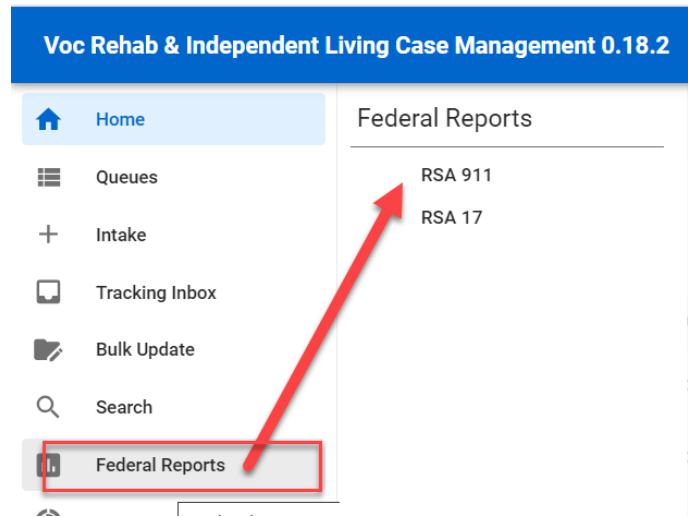 Voc Rehab & Independent Living Case Management 0.18.2
Home
Queues
Intake
Tracking Inbox
Bulk Update
Search
Federal Reports
Federal Reports
RSA 911
RSA 17